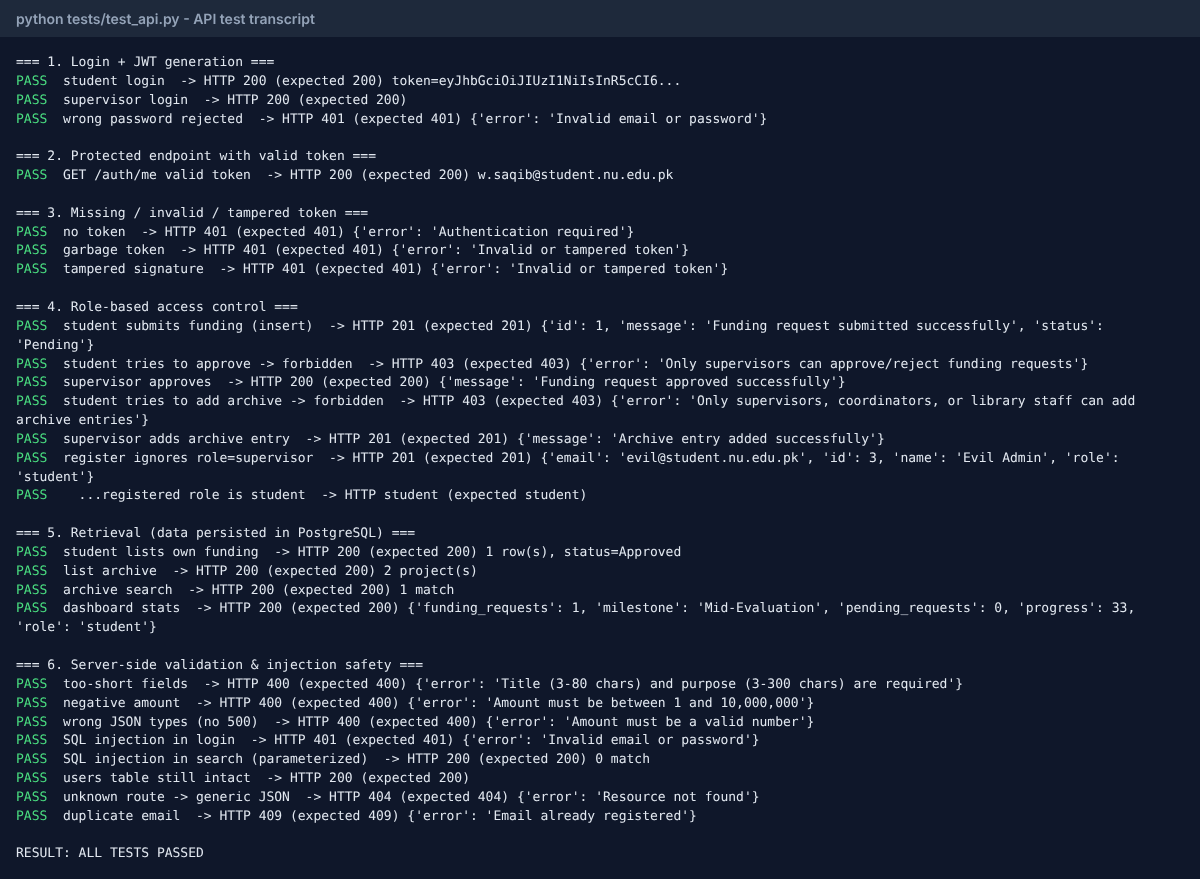 python tests/test_api.py - API test transcript
=== 1. Login + JWT generation ===
PASS  student login  -> HTTP 200 (expected 200) token=eyJhbGciOiJIUzI1NiIsInR5cCI6...
PASS  supervisor login  -> HTTP 200 (expected 200)
PASS  wrong password rejected  -> HTTP 401 (expected 401) {'error': 'Invalid email or password'}
=== 2. Protected endpoint with valid token ===
PASS  GET /auth/me valid token  -> HTTP 200 (expected 200) w.saqib@student.nu.edu.pk
=== 3. Missing / invalid / tampered token ===
PASS  no token  -> HTTP 401 (expected 401) {'error': 'Authentication required'}
PASS  garbage token  -> HTTP 401 (expected 401) {'error': 'Invalid or tampered token'}
PASS  tampered signature  -> HTTP 401 (expected 401) {'error': 'Invalid or tampered token'}
=== 4. Role-based access control ===
PASS  student submits funding (insert)  -> HTTP 201 (expected 201) {'id': 1, 'message': 'Funding request submitted successfully', 'status':
'Pending'}
PASS  student tries to approve -> forbidden  -> HTTP 403 (expected 403) {'error': 'Only supervisors can approve/reject funding requests'}
PASS  supervisor approves  -> HTTP 200 (expected 200) {'message': 'Funding request approved successfully'}
PASS  student tries to add archive -> forbidden  -> HTTP 403 (expected 403) {'error': 'Only supervisors, coordinators, or library staff can add
archive entries'}
PASS  supervisor adds archive entry  -> HTTP 201 (expected 201) {'message': 'Archive entry added successfully'}
PASS  register ignores role=supervisor  -> HTTP 201 (expected 201) {'email': 'evil@student.nu.edu.pk', 'id': 3, 'name': 'Evil Admin', 'role':
'student'}
PASS    ...registered role is student  -> HTTP student (expected student)
=== 5. Retrieval (data persisted in PostgreSQL) ===
PASS  student lists own funding  -> HTTP 200 (expected 200) 1 row(s), status=Approved
PASS  list archive  -> HTTP 200 (expected 200) 2 project(s)
PASS  archive search  -> HTTP 200 (expected 200) 1 match
PASS  dashboard stats  -> HTTP 200 (expected 200) {'funding_requests': 1, 'milestone': 'Mid-Evaluation', 'pending_requests': 0, 'progress': 33,
'role': 'student'}
=== 6. Server-side validation & injection safety ===
PASS  too-short fields  -> HTTP 400 (expected 400) {'error': 'Title (3-80 chars) and purpose (3-300 chars) are required'}
PASS  negative amount  -> HTTP 400 (expected 400) {'error': 'Amount must be between 1 and 10,000,000'}
PASS  wrong JSON types (no 500)  -> HTTP 400 (expected 400) {'error': 'Amount must be a valid number'}
PASS  SQL injection in login  -> HTTP 401 (expected 401) {'error': 'Invalid email or password'}
PASS  SQL injection in search (parameterized)  -> HTTP 200 (expected 200) 0 match
PASS  users table still intact  -> HTTP 200 (expected 200)
PASS  unknown route -> generic JSON  -> HTTP 404 (expected 404) {'error': 'Resource not found'}
PASS  duplicate email  -> HTTP 409 (expected 409) {'error': 'Email already registered'}
RESULT: ALL TESTS PASSED